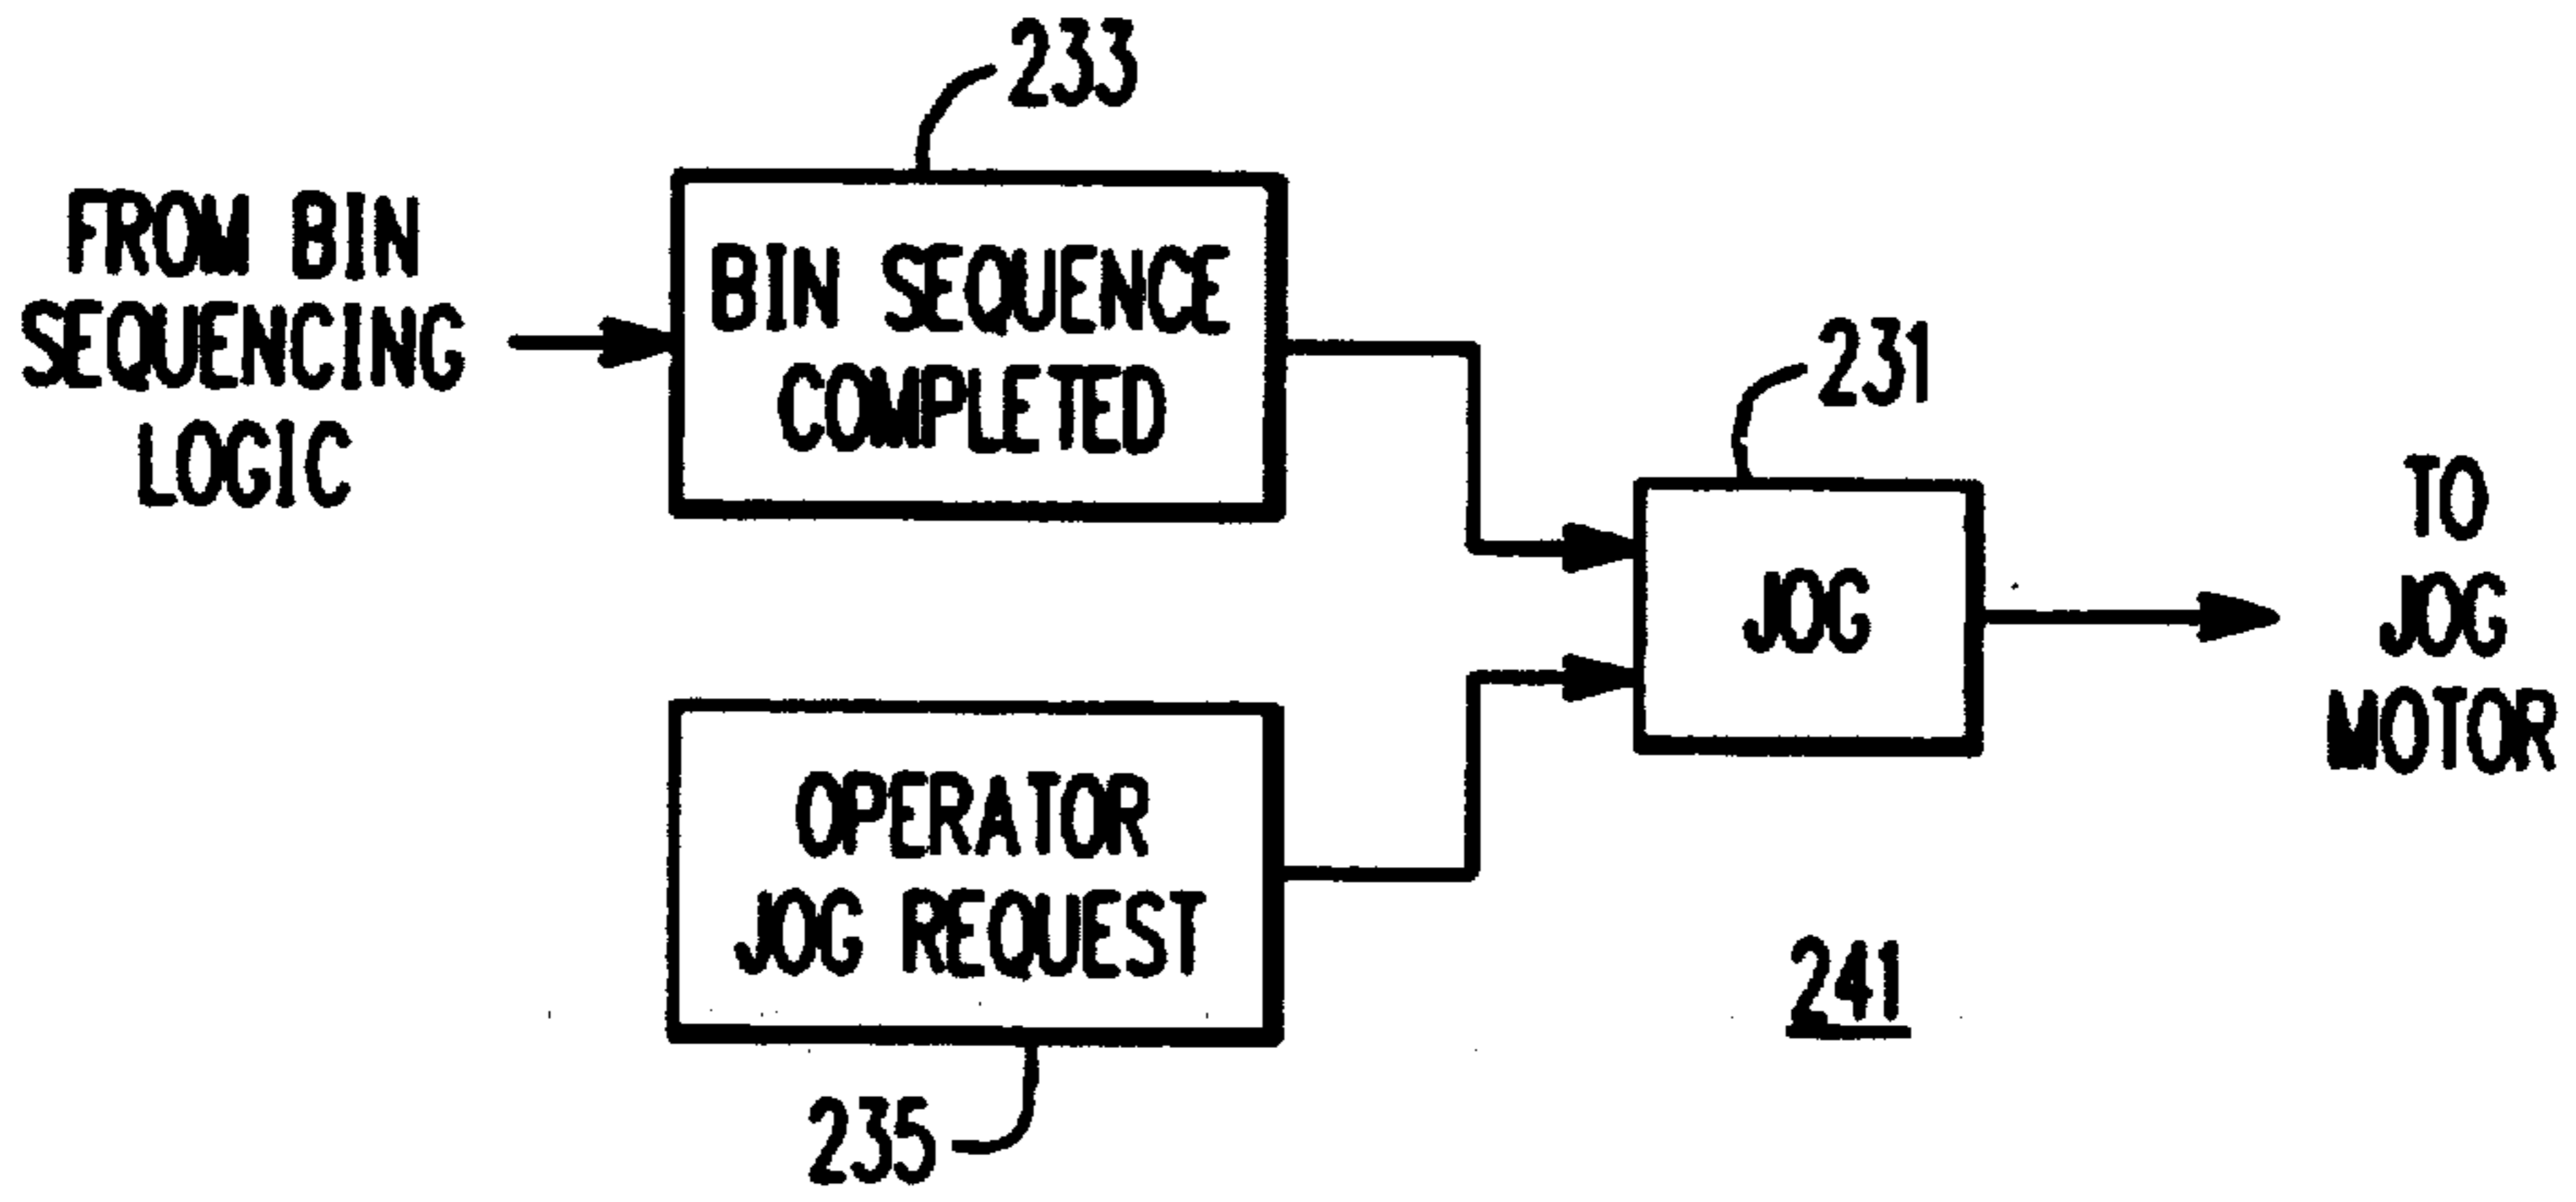 233
FROM BIN
SEQUENCING
LOGIC
BIN SEQUENCE
COMPLETED
231
JOG
TO
JOG
MOTOR
OPERATOR
JOG REQUEST
241
235